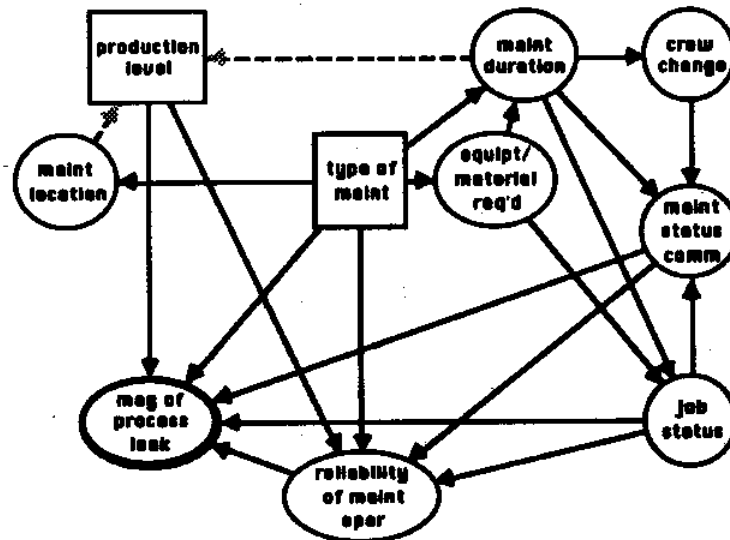 production
level
maint
duration
crew
change
maint
location
type of
maint
equipt/
material
req'd
maint
status
comm
mag of
process
leak
job
status
reliability
of maint
oper